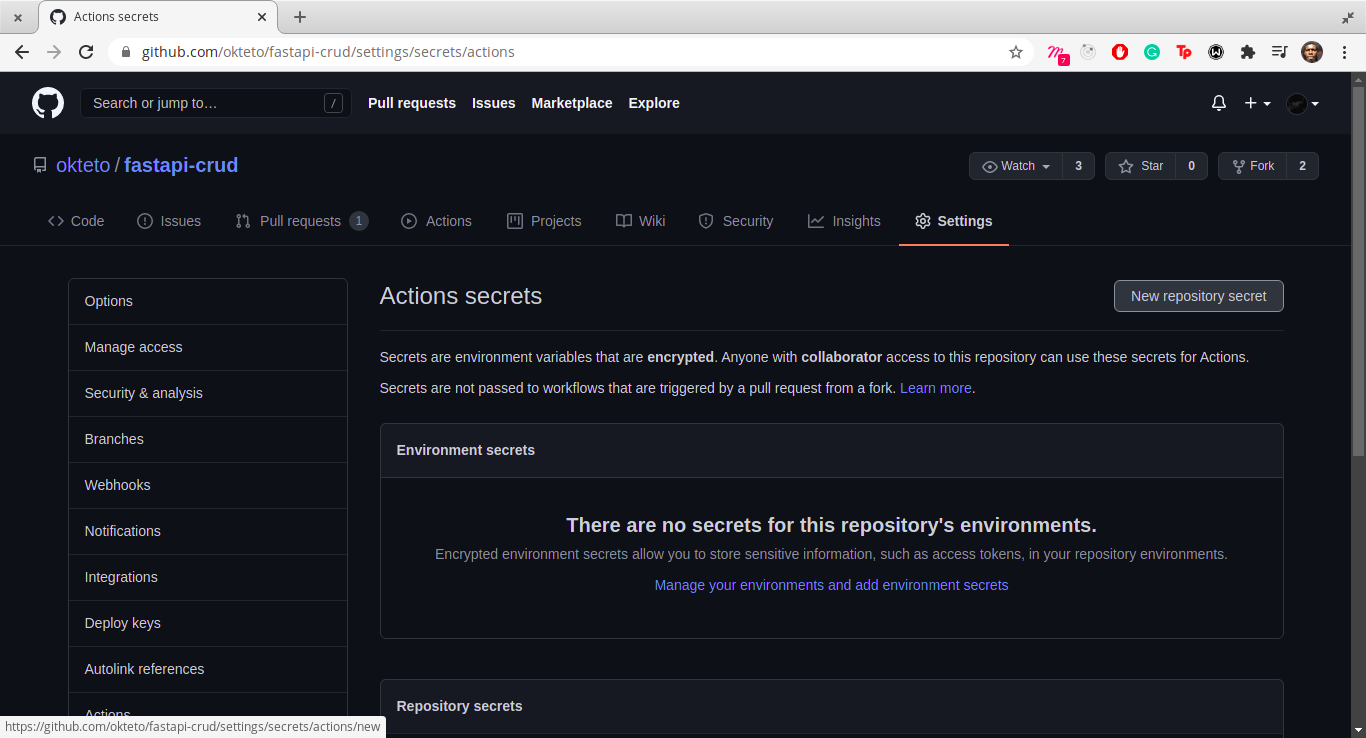 Actions secrets
github.com/okteto/fastapi-crud/settings/secrets/actions
7
Tp
Search or jump to…
/
Pull requests
Issues
Marketplace
Explore
okteto / fastapi-crud
Watch
3
Star
0
Fork
2
Code
Issues
Pull requests 1
Actions
Projects
Wiki
Security
Insights
Settings
Options
Manage access
Security & analysis
Branches
Webhooks
Notifications
Integrations
Deploy keys
Autolink references
Actions
Actions secrets
New repository secret
Secrets are environment variables that are encrypted. Anyone with collaborator access to this repository can use these secrets for Actions.
Secrets are not passed to workflows that are triggered by a pull request from a fork. Learn more.
Environment secrets
There are no secrets for this repository's environments.
Encrypted environment secrets allow you to store sensitive information, such as access tokens, in your repository environments.
Manage your environments and add environment secrets
Repository secrets
https://github.com/okteto/fastapi-crud/settings/secrets/actions/new